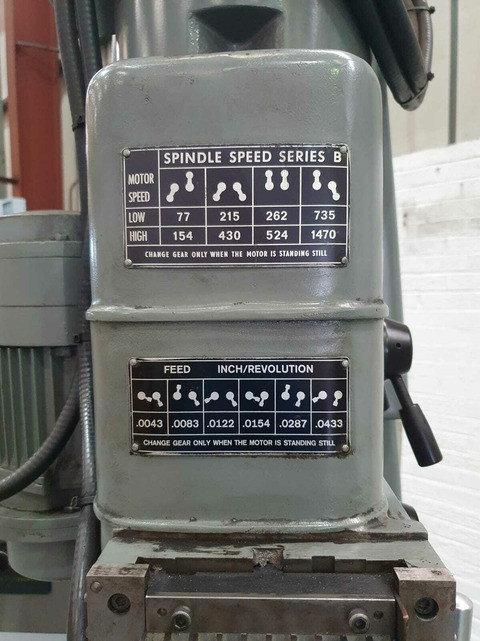 SPINDLE SPEED SERIES B
MOTOR
SPEED
LOW 77 215 262 735
HIGH 154 430 524 1470
CHANGE GEAR ONLY WHEN THE MOTOR IS STANDING STILL
FEED INCH/REVOLUTION
.0043 .0083 .0122 .0154 .0287 .0433
CHANGE GEAR ONLY WHEN THE MOTOR IS STANDING STILL